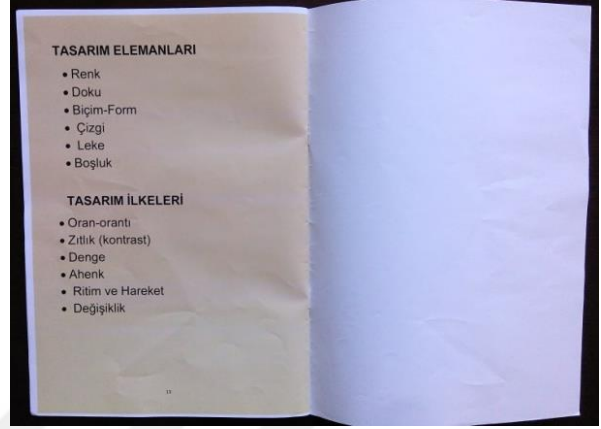 TASARIM ELEMANLARI
• Renk
• Doku
• Biçim-Form
• Çizgi
• Leke
• Boşluk
TASARIM İLKELERİ
• Oran-orantı
• Zıtlık (kontrast)
• Denge
• Ahenk
• Ritim ve Hareket
• Değişiklik